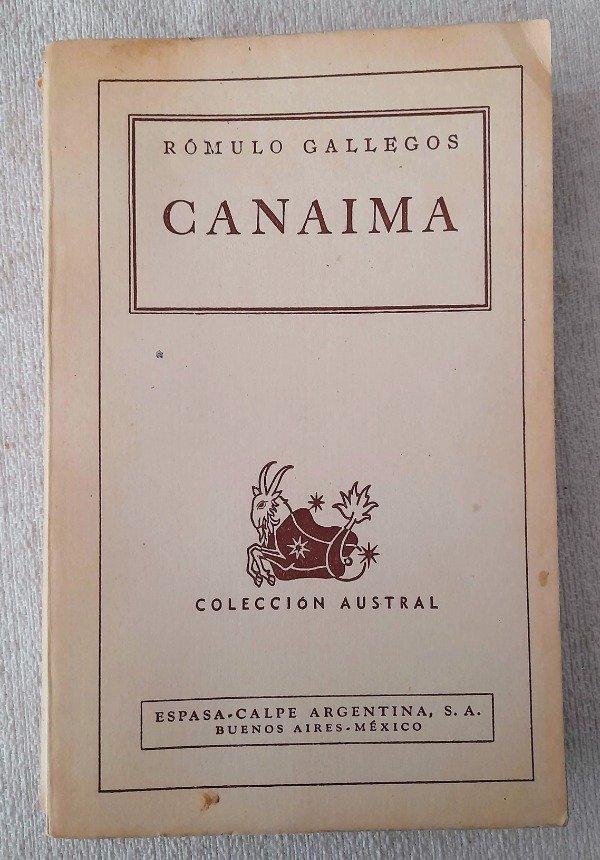 RÓMULO GALLEGOS
CANAIMA
COLECCIÓN AUSTRAL
ESPASA-CALPE ARGENTINA, S. A.
BUENOS AIRES-MÉXICO